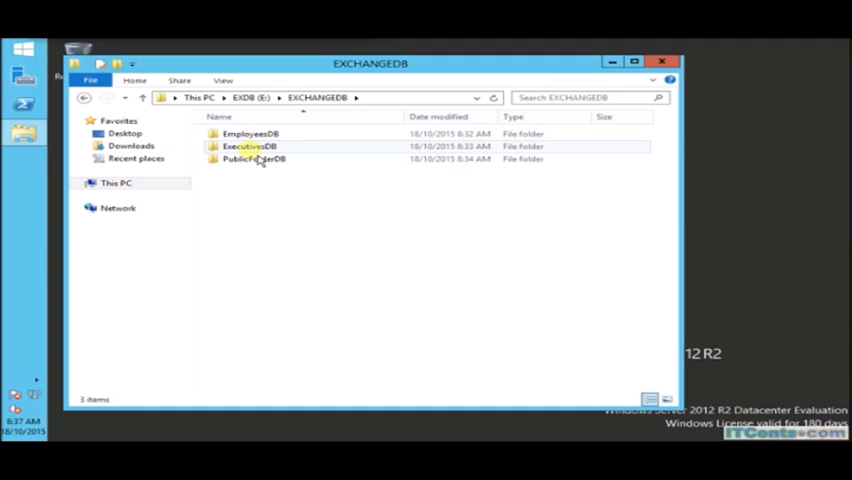 EXCHANGEDB
File Home Share View
This PC EXDB (E:) EXCHANGEDB
Search EXCHANGEDB
Name Date modified Type Size
Favorites
Desktop
Downloads
Recent places
This PC
Network
EmployeesDB 18/10/2015 8:32 AM File folder
ExecutivesDB 18/10/2015 8:33 AM File folder
PublicFolderDB 18/10/2015 8:34 AM File folder
3 items
12 R2
Windows Server 2012 R2 Datacenter Evaluation
Windows License valid for 180 days
ITCents.com
8:37 AM
18/10/2015